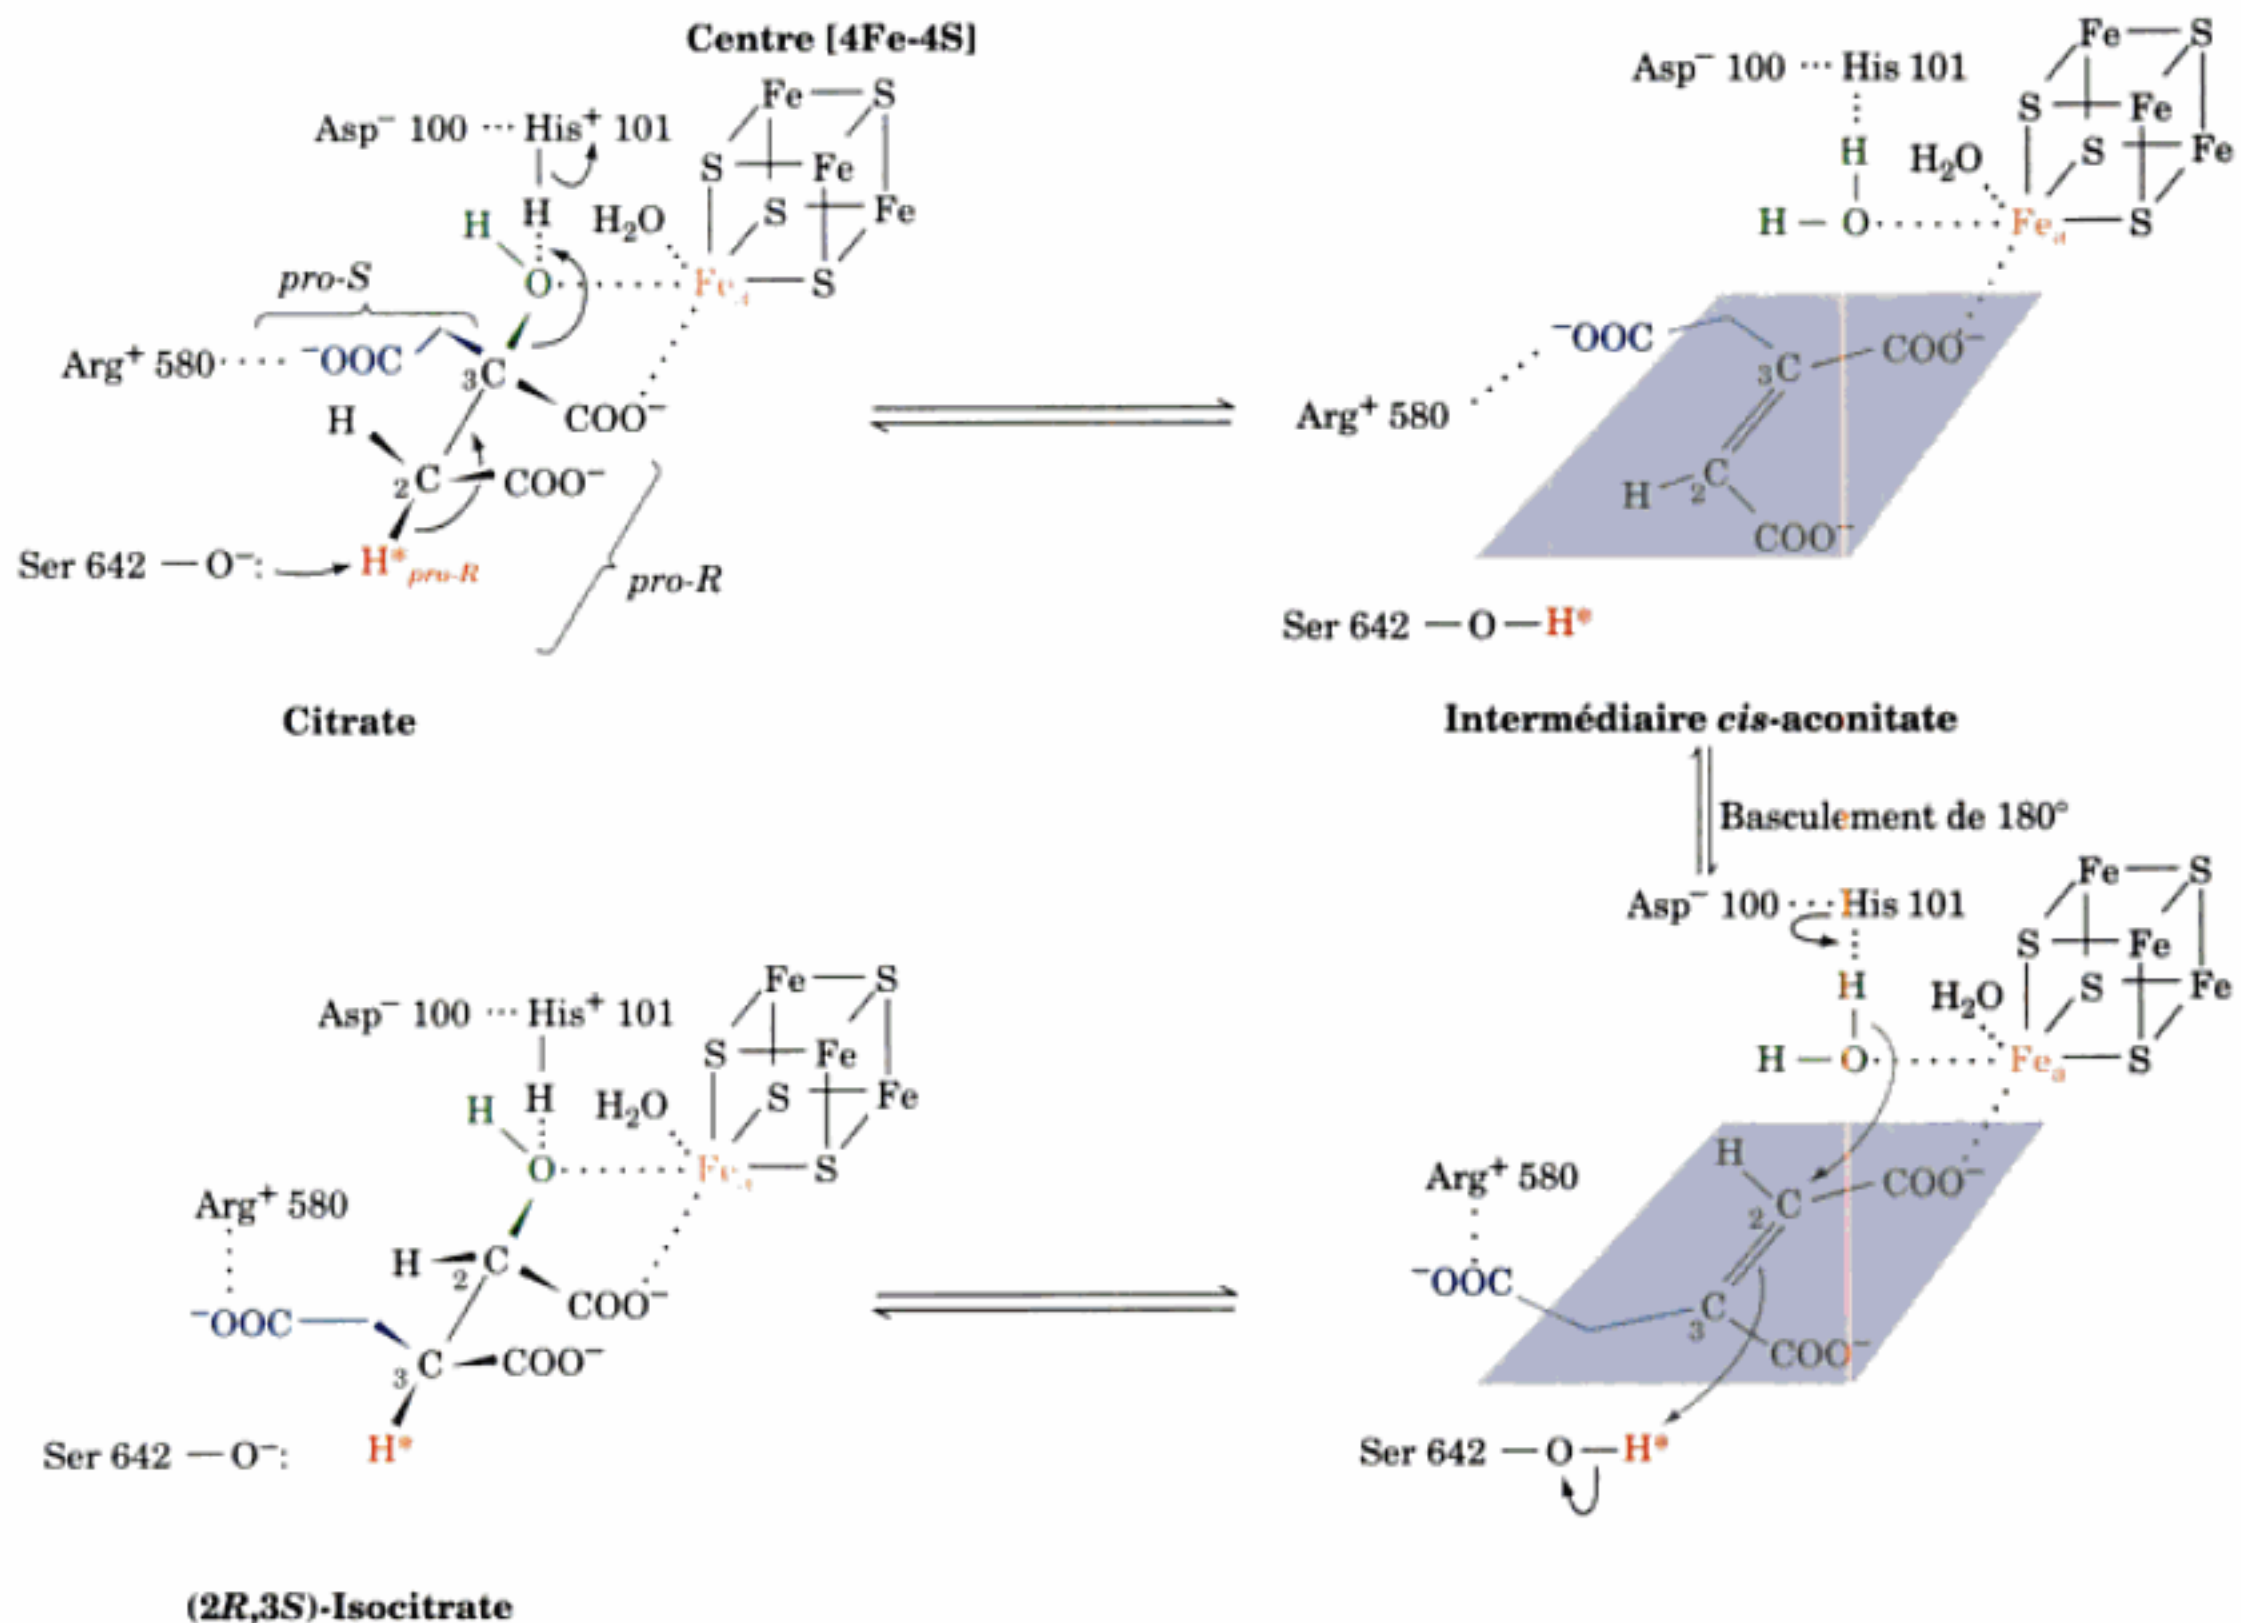 Centre [4Fe-4S]
Fe S
Asp⁻ 100 ··· His⁺ 101
S Fe
H H H₂O S Fe
pro-S
O Feₐ S
Arg⁺ 580 ···· ⁻OOC
₃C
H COO⁻
₂C COO⁻
Ser 642 — O⁻: H*pro-R
pro-R
Citrate
Fe S
Asp⁻ 100 ··· His 101
S Fe
H H₂O S Fe
H — O Feₐ S
⁻OOC
₃C COO⁻
Arg⁺ 580
H ₂C
COO⁻
Ser 642 — O — H*
Intermédiaire cis-aconitate
Basculement de 180°
Fe S
Asp⁻ 100 ··· His 101
S Fe
H H₂O S Fe
H — O Feₐ S
H
Arg⁺ 580 COO⁻
₂C
⁻OOC
₃C
COO⁻
Ser 642 — O — H*
Fe S
Asp⁻ 100 ··· His⁺ 101
S Fe
H H H₂O S Fe
O Feₐ S
Arg⁺ 580
H ₂C
COO⁻
⁻OOC
₃C COO⁻
Ser 642 — O⁻: H*
(2R,3S)-Isocitrate